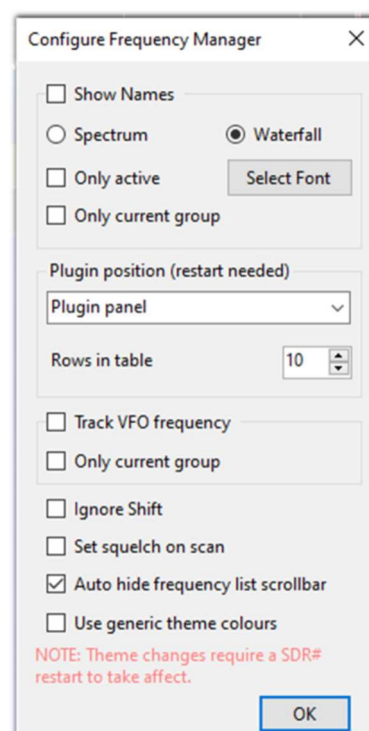 Configure Frequency Manager
Show Names
Spectrum Waterfall
Only active Select Font
Only current group
Plugin position (restart needed)
Plugin panel
Rows in table 10
Track VFO frequency
Only current group
Ignore Shift
Set squelch on scan
Auto hide frequency list scrollbar
Use generic theme colours
NOTE: Theme changes require a SDR#
restart to take affect.
OK